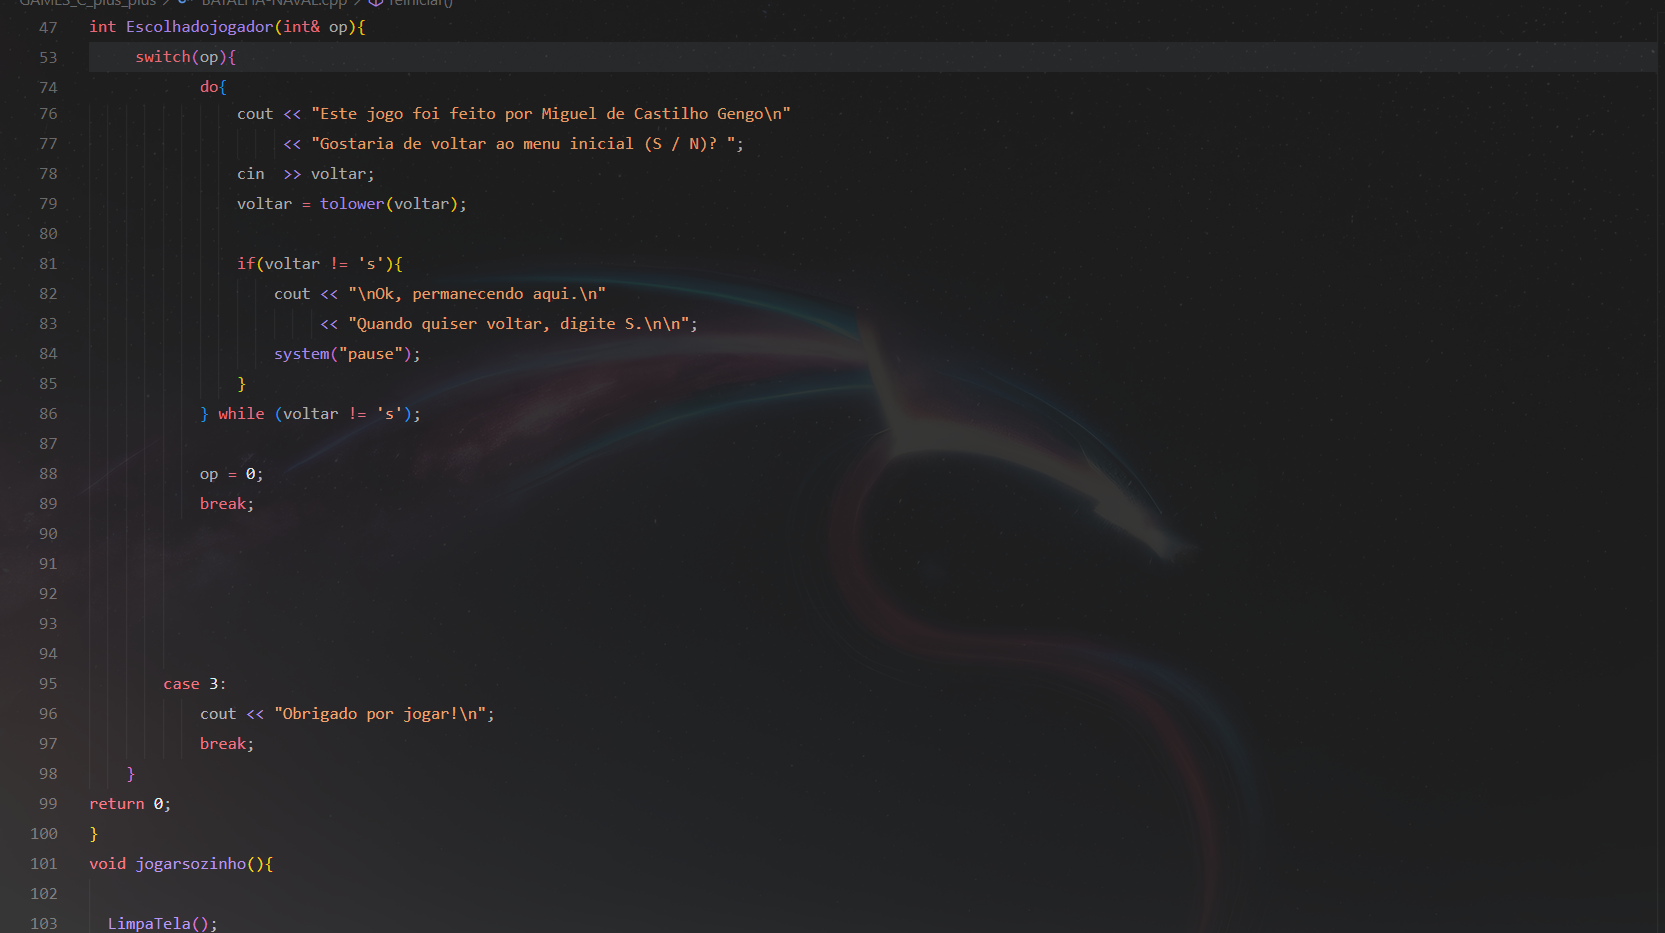 GAMES_C_plus_plus > BATALHA-NAVAL.cpp > reiniciar()
47 int Escolhadojogador(int& op){
53 switch(op){
74 do{
76 cout << "Este jogo foi feito por Miguel de Castilho Gengo\n"
77 << "Gostaria de voltar ao menu inicial (S / N)? ";
78 cin >> voltar;
79 voltar = tolower(voltar);
80
81 if(voltar != 's'){
82 cout << "\nOk, permanecendo aqui.\n"
83 << "Quando quiser voltar, digite S.\n\n";
84 system("pause");
85 }
86 } while (voltar != 's');
87
88 op = 0;
89 break;
90
91
92
93
94
95 case 3:
96 cout << "Obrigado por jogar!\n";
97 break;
98 }
99 return 0;
100 }
101 void jogarsozinho(){
102
103 LimpaTela();